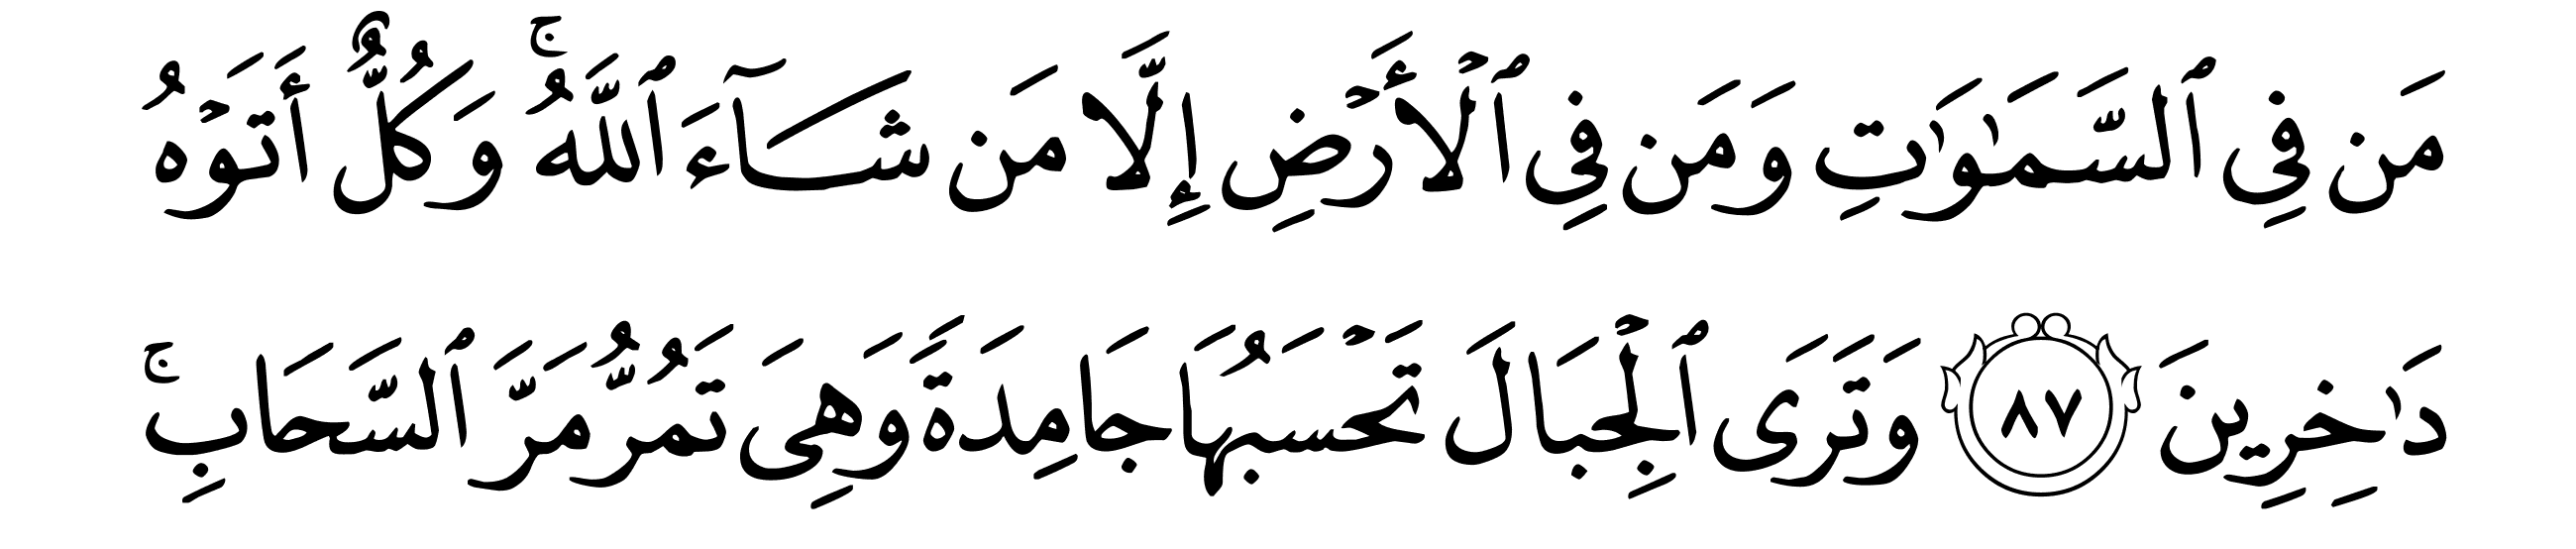 مَن فِي ٱلسَّمَٰوَٰتِ وَمَن فِي ٱلۡأَرۡضِ إِلَّا مَن شَآءَ ٱللَّهُۚ وَكُلٌّ أَتَوۡهُ
دَٰخِرِينَ ٨٧ وَتَرَى ٱلۡجِبَالَ تَحۡسَبُهَا جَامِدَةٗ وَهِيَ تَمُرُّ مَرَّ ٱلسَّحَابِۚ